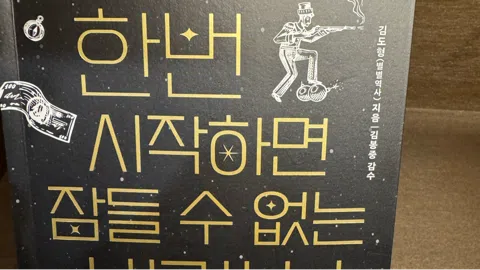 한번
시작하면
잠들 수 없는
김도형(별별역사) 지음 | 김봉중 감수